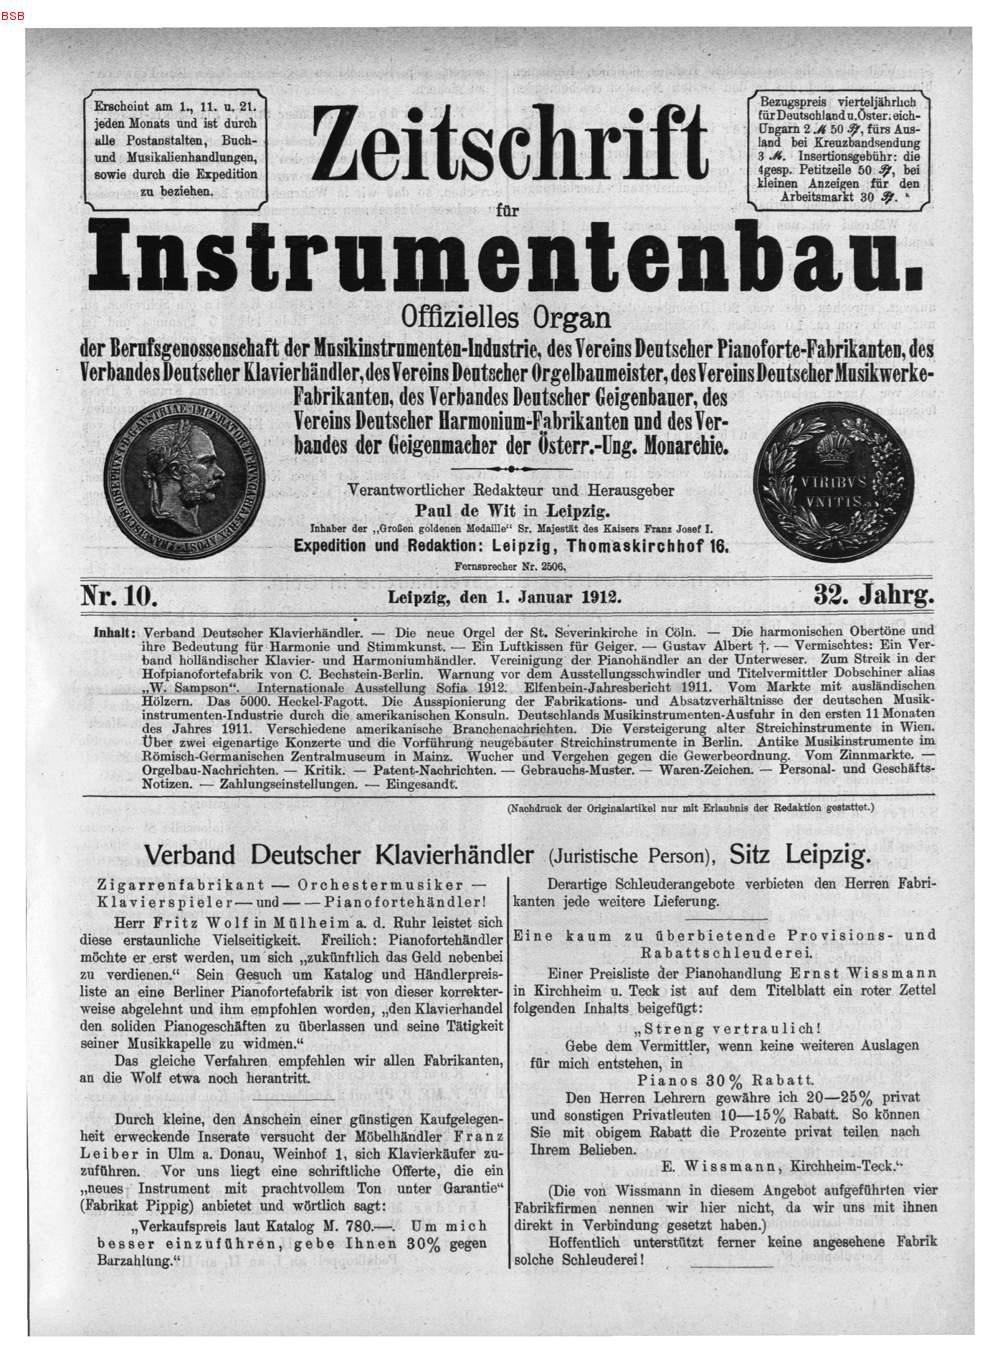 BSB
Erscheint am 1., 11. u. 21.
jeden Monats und ist durch
alle Postanstalten, Buch-
und Musikalienhandlungen,
sowie durch die Expedition
zu beziehen.
Zeitschrift
Bezugspreis vierteljährlich
für Deutschland u. Österreich-
Ungarn 2 ℳ 50 ₰, fürs Aus-
land bei Kreuzbandsendung
3 ℳ. Insertionsgebühr: die
4gesp. Petitzeile 50 ₰, bei
kleinen Anzeigen für den
Arbeitsmarkt 30 ₰.
für
Instrumentenbau.
Offizielles Organ
der Berufsgenossenschaft der Musikinstrumenten-Industrie, des Vereins Deutscher Pianoforte-Fabrikanten, des
Verbandes Deutscher Klavierhändler, des Vereins Deutscher Orgelbaumeister, des Vereins Deutscher Musikwerke-
Fabrikanten, des Verbandes Deutscher Geigenbauer, des
Vereins Deutscher Harmonium-Fabrikanten und des Ver-
bandes der Geigenmacher der Österr.-Ung. Monarchie.
VIRIBVS
VNITIS
Verantwortlicher Redakteur und Herausgeber
Paul de Wit in Leipzig.
Inhaber der „Großen goldenen Medaille“ Sr. Majestät des Kaisers Franz Josef I.
Expedition und Redaktion: Leipzig, Thomaskirchhof 16.
Fernsprecher Nr. 2506.
Nr. 10.
Leipzig, den 1. Januar 1912.
32. Jahrg.
Inhalt: Verband Deutscher Klavierhändler. — Die neue Orgel der St. Severinkirche in Cöln. — Die harmonischen Obertöne und
ihre Bedeutung für Harmonie und Stimmkunst. — Ein Luftkissen für Geiger. — Gustav Albert †. — Vermischtes: Ein Ver-
band holländischer Klavier- und Harmoniumhändler. Vereinigung der Pianohändler an der Unterweser. Zum Streik in der
Hofpianofortefabrik von C. Bechstein-Berlin. Warnung vor dem Ausstellungsschwindler und Titelvermittler Dobschiner alias
„W. Sampson“. Internationale Ausstellung Sofia 1912. Elfenbein-Jahresbericht 1911. Vom Markte mit ausländischen
Hölzern. Das 5000. Heckel-Fagott. Die Ausspionierung der Fabrikations- und Absatzverhältnisse der deutschen Musik-
instrumenten-Industrie durch die amerikanischen Konsuln. Deutschlands Musikinstrumenten-Ausfuhr in den ersten 11 Monaten
des Jahres 1911. Verschiedene amerikanische Branchenachrichten. Die Versteigerung alter Streichinstrumente in Wien.
Über zwei eigenartige Konzerte und die Vorführung neugebauter Streichinstrumente in Berlin. Antike Musikinstrumente im
Römisch-Germanischen Zentralmuseum in Mainz. Wucher und Vergehen gegen die Gewerbeordnung. Vom Zinnmarkte. —
Orgelbau-Nachrichten. — Kritik. — Patent-Nachrichten. — Gebrauchs-Muster. — Waren-Zeichen. — Personal- und Geschäfts-
Notizen. — Zahlungseinstellungen. — Eingesandt.
(Nachdruck der Originalartikel nur mit Erlaubnis der Redaktion gestattet.)
Verband Deutscher Klavierhändler (Juristische Person), Sitz Leipzig.
Zigarrenfabrikant — Orchestermusiker —
Klavierspieler — und — — Pianofortehändler!
Herr Fritz Wolf in Mülheim a. d. Ruhr leistet sich
diese erstaunliche Vielseitigkeit. Freilich: Pianofortehändler
möchte er erst werden, um sich „zukünftlich das Geld nebenbei
zu verdienen.“ Sein Gesuch um Katalog und Händlerpreis-
liste an eine Berliner Pianofortefabrik ist von dieser korrekter-
weise abgelehnt und ihm empfohlen worden, „den Klavierhandel
den soliden Pianogeschäften zu überlassen und seine Tätigkeit
seiner Musikkapelle zu widmen.“
Das gleiche Verfahren empfehlen wir allen Fabrikanten,
an die Wolf etwa noch herantritt.
Durch kleine, den Anschein einer günstigen Kaufgelegen-
heit erweckende Inserate versucht der Möbelhändler Franz
Leiber in Ulm a. Donau, Weinhof 1, sich Klavierkäufer zu-
zuführen. Vor uns liegt eine schriftliche Offerte, die ein
„neues Instrument mit prachtvollem Ton unter Garantie“
(Fabrikat Pippig) anbietet und wörtlich sagt:
„Verkaufspreis laut Katalog M. 780.—. Um mich
besser einzuführen, gebe Ihnen 30% gegen
Barzahlung.“
Derartige Schleuderangebote verbieten den Herren Fabri-
kanten jede weitere Lieferung.
Eine kaum zu überbietende Provisions- und
Rabattschleuderei.
Einer Preisliste der Pianohandlung Ernst Wissmann
in Kirchheim u. Teck ist auf dem Titelblatt ein roter Zettel
folgenden Inhalts beigefügt:
„Streng vertraulich!
Gebe dem Vermittler, wenn keine weiteren Auslagen
für mich entstehen, in
Pianos 30% Rabatt.
Den Herren Lehrern gewähre ich 20—25% privat
und sonstigen Privatleuten 10—15% Rabatt. So können
Sie mit obigem Rabatt die Prozente privat teilen nach
Ihrem Belieben.
E. Wissmann, Kirchheim-Teck.“
(Die von Wissmann in diesem Angebot aufgeführten vier
Fabrikfirmen nennen wir hier nicht, da wir uns mit ihnen
direkt in Verbindung gesetzt haben.)
Hoffentlich unterstützt ferner keine angesehene Fabrik
solche Schleuderei!